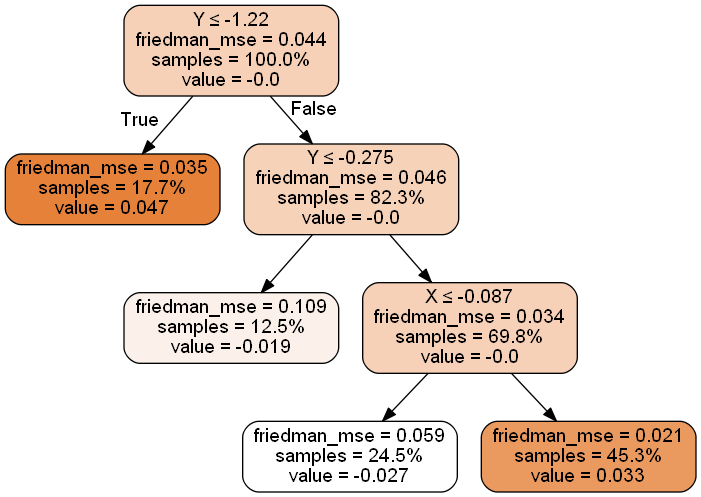 Y ≤ -1.22
friedman_mse = 0.044
samples = 100.0%
value = -0.0
True
False
friedman_mse = 0.035
samples = 17.7%
value = 0.047
Y ≤ -0.275
friedman_mse = 0.046
samples = 82.3%
value = -0.0
friedman_mse = 0.109
samples = 12.5%
value = -0.019
X ≤ -0.087
friedman_mse = 0.034
samples = 69.8%
value = -0.0
friedman_mse = 0.059
samples = 24.5%
value = -0.027
friedman_mse = 0.021
samples = 45.3%
value = 0.033